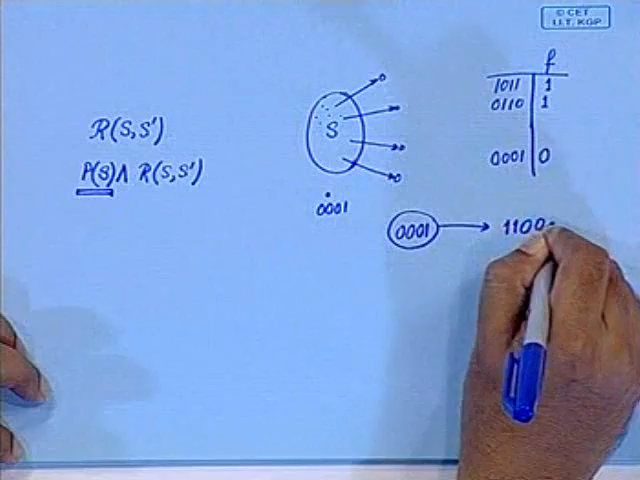 © CET
I.I.T. KGP
f
1011 1
0110 1
0001 0
R(S,S')
P(S)∧ R(S,S')
S
0001
0001 → 1100